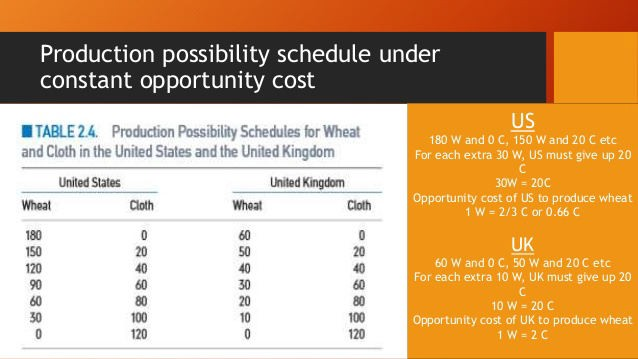 Production possibility schedule under
constant opportunity cost
TABLE 2.4. Production Possibility Schedules for Wheat
and Cloth in the United States and the United Kingdom
United States United Kingdom
Wheat Cloth Wheat Cloth
180 0 60 0
150 20 50 20
120 40 40 40
90 60 30 60
60 80 20 80
30 100 10 100
0 120 0 120
US
180 W and 0 C, 150 W and 20 C etc
For each extra 30 W, US must give up 20
C
30W = 20C
Opportunity cost of US to produce wheat
1 W = 2/3 C or 0.66 C
UK
60 W and 0 C, 50 W and 20 C etc
For each extra 10 W, UK must give up 20
C
10 W = 20 C
Opportunity cost of UK to produce wheat
1 W = 2 C